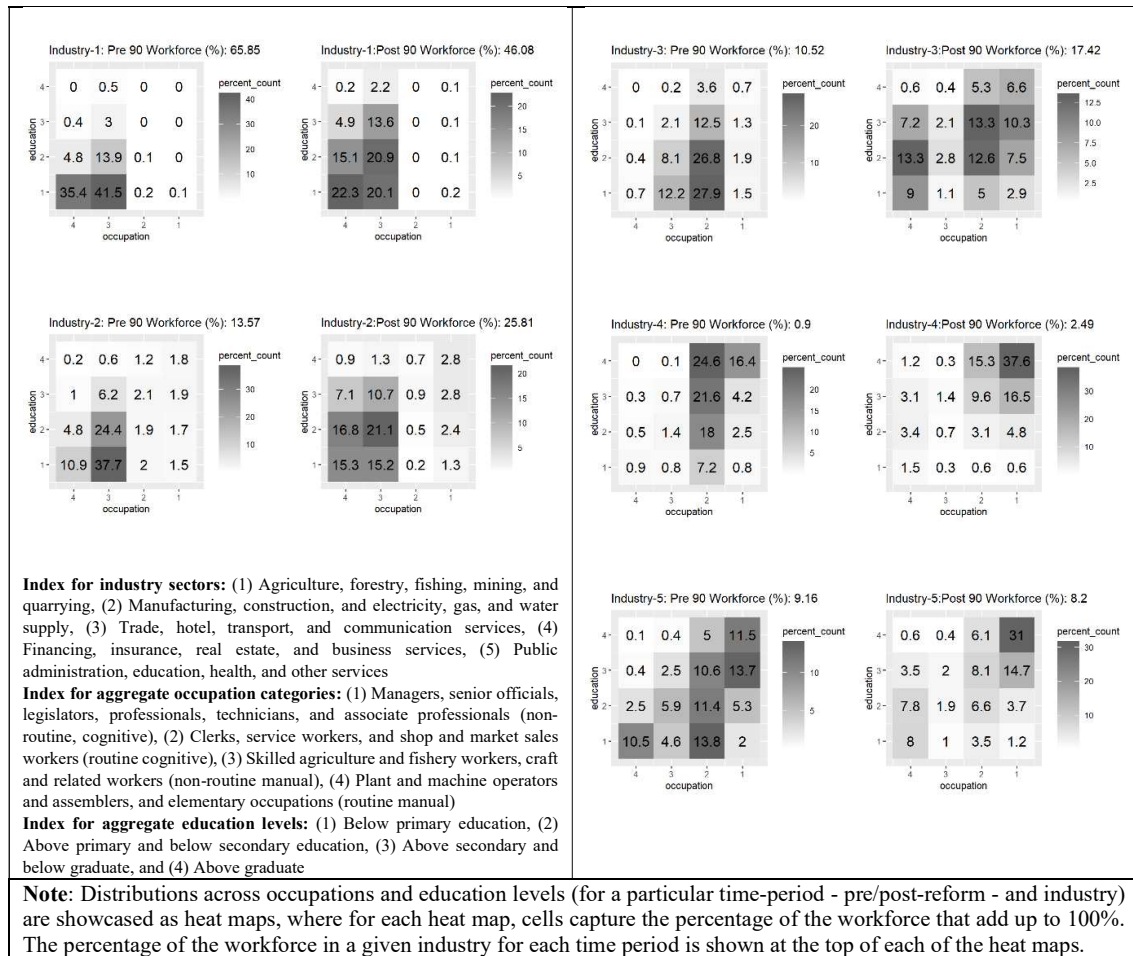 Industry-1: Pre 90 Workforce (%): 65.85
4 0 0.5 0 0
3 0.4 3 0 0
2 4.8 13.9 0.1 0
1 35.4 41.5 0.2 0.1
4 3 2 1
occupation
education
percent_count
40
30
20
10
Industry-1:Post 90 Workforce (%): 46.08
4 0.2 2.2 0 0.1
3 4.9 13.6 0 0.1
2 15.1 20.9 0 0.1
1 22.3 20.1 0 0.2
4 3 2 1
occupation
education
percent_count
20
15
10
5
Industry-2: Pre 90 Workforce (%): 13.57
4 0.2 0.6 1.2 1.8
3 1 6.2 2.1 1.9
2 4.8 24.4 1.9 1.7
1 10.9 37.7 2 1.5
4 3 2 1
occupation
education
percent_count
30
20
10
Industry-2:Post 90 Workforce (%): 25.81
4 0.9 1.3 0.7 2.8
3 7.1 10.7 0.9 2.8
2 16.8 21.1 0.5 2.4
1 15.3 15.2 0.2 1.3
4 3 2 1
occupation
education
percent_count
20
15
10
5
Index for industry sectors: (1) Agriculture, forestry, fishing, mining, and
quarrying, (2) Manufacturing, construction, and electricity, gas, and water
supply, (3) Trade, hotel, transport, and communication services, (4)
Financing, insurance, real estate, and business services, (5) Public
administration, education, health, and other services
Index for aggregate occupation categories: (1) Managers, senior officials,
legislators, professionals, technicians, and associate professionals (non-
routine, cognitive), (2) Clerks, service workers, and shop and market sales
workers (routine cognitive), (3) Skilled agriculture and fishery workers, craft
and related workers (non-routine manual), (4) Plant and machine operators
and assemblers, and elementary occupations (routine manual)
Index for aggregate education levels: (1) Below primary education, (2)
Above primary and below secondary education, (3) Above secondary and
below graduate, and (4) Above graduate
Industry-3: Pre 90 Workforce (%): 10.52
4 0 0.2 3.6 0.7
3 0.1 2.1 12.5 1.3
2 0.4 8.1 26.8 1.9
1 0.7 12.2 27.9 1.5
4 3 2 1
occupation
education
percent_count
20
10
Industry-3:Post 90 Workforce (%): 17.42
4 0.6 0.4 5.3 6.6
3 7.2 2.1 13.3 10.3
2 13.3 2.8 12.6 7.5
1 9 1.1 5 2.9
4 3 2 1
occupation
education
percent_count
12.5
10.0
7.5
5.0
2.5
Industry-4: Pre 90 Workforce (%): 0.9
4 0 0.1 24.6 16.4
3 0.3 0.7 21.6 4.2
2 0.5 1.4 18 2.5
1 0.9 0.8 7.2 0.8
4 3 2 1
occupation
education
percent_count
20
15
10
5
Industry-4:Post 90 Workforce (%): 2.49
4 1.2 0.3 15.3 37.6
3 3.1 1.4 9.6 16.5
2 3.4 0.7 3.1 4.8
1 1.5 0.3 0.6 0.6
4 3 2 1
occupation
education
percent_count
30
20
10
Industry-5: Pre 90 Workforce (%): 9.16
4 0.1 0.4 5 11.5
3 0.4 2.5 10.6 13.7
2 2.5 5.9 11.4 5.3
1 10.5 4.6 13.8 2
4 3 2 1
occupation
education
percent_count
10
5
Industry-5:Post 90 Workforce (%): 8.2
4 0.6 0.4 6.1 31
3 3.5 2 8.1 14.7
2 7.8 1.9 6.6 3.7
1 8 1 3.5 1.2
4 3 2 1
occupation
education
percent_count
30
20
10
Note: Distributions across occupations and education levels (for a particular time-period - pre/post-reform - and industry)
are showcased as heat maps, where for each heat map, cells capture the percentage of the workforce that add up to 100%.
The percentage of the workforce in a given industry for each time period is shown at the top of each of the heat maps.